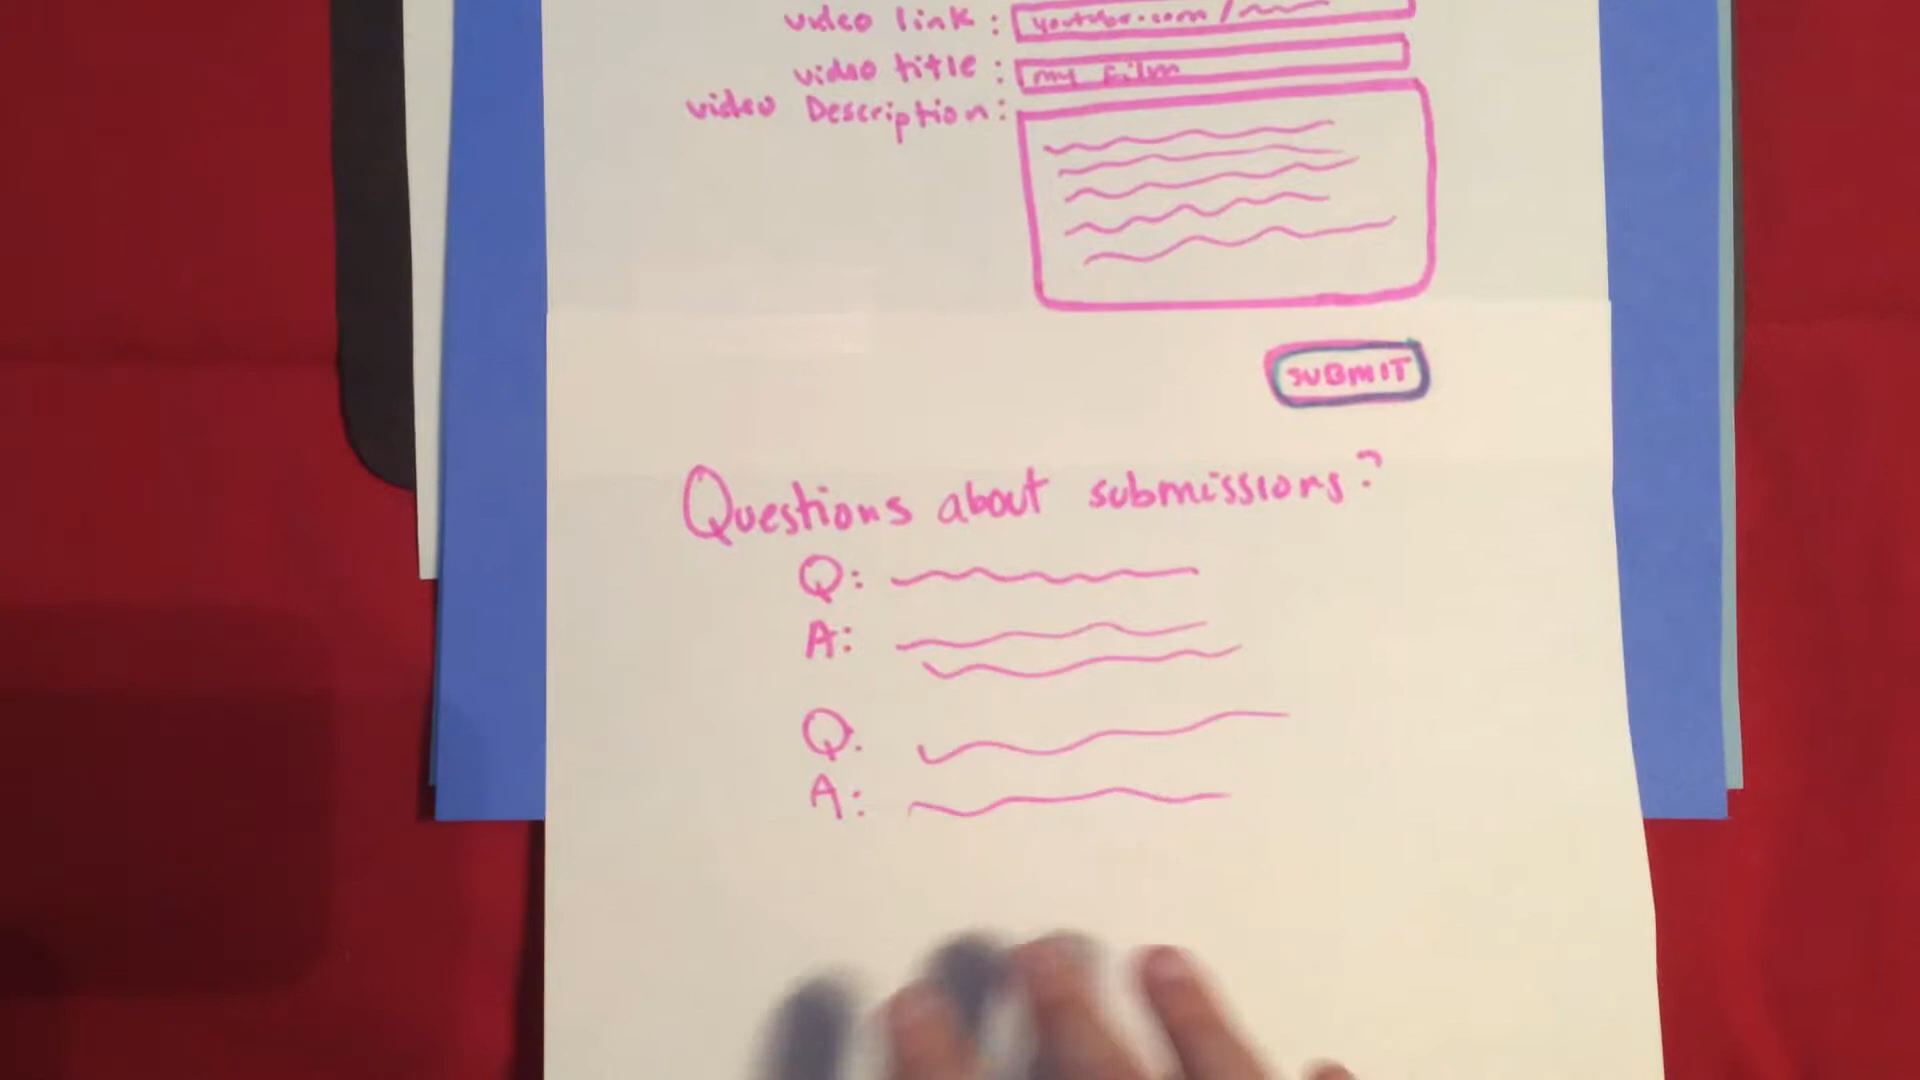 video link: youtube.com/
video title: my film
video Description:
SUBMIT
Questions about submissions?
Q:
A:
Q.
A: